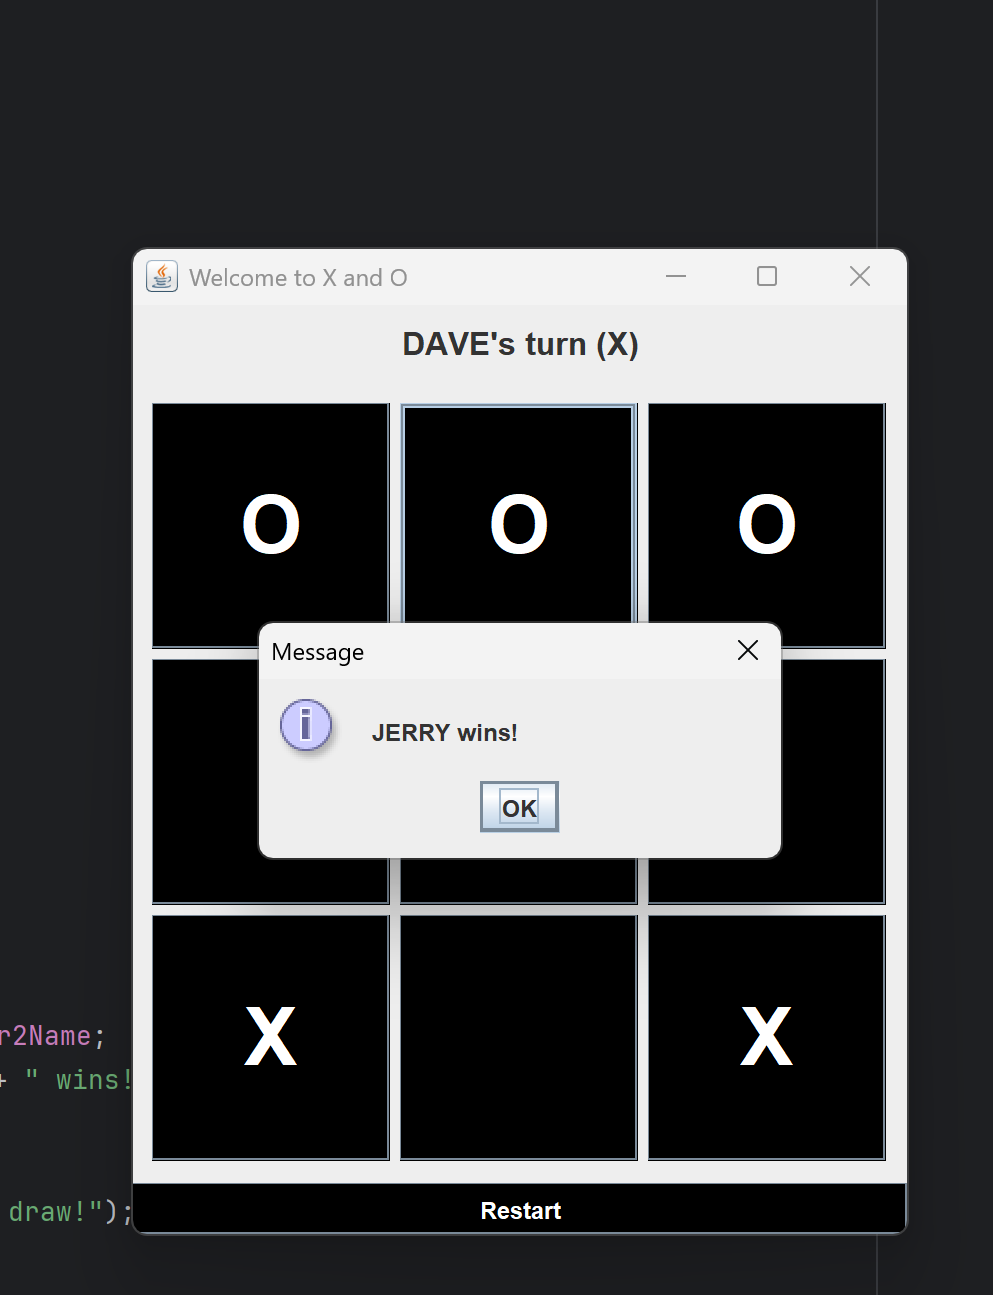 Welcome to X and O
DAVE's turn (X)
O O O
Message
i
JERRY wins!
OK
X X
r2Name;
+ " wins!
draw!");
Restart